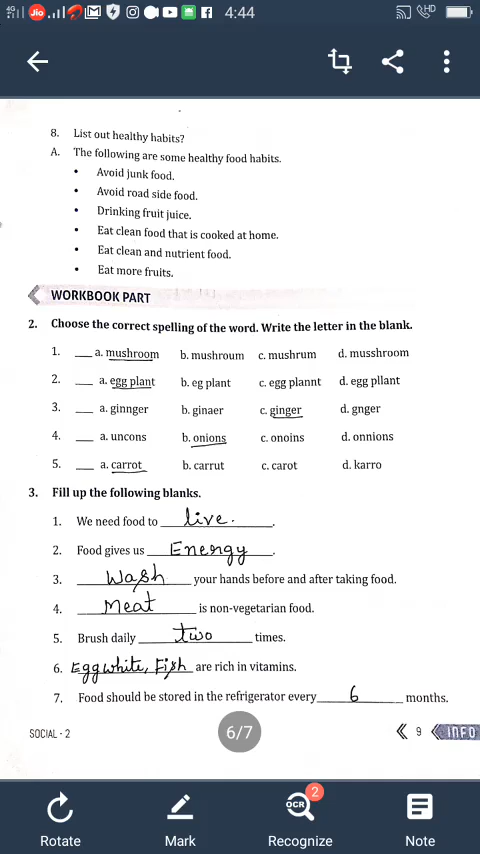 4G Jio HD 4:44
8. List out healthy habits?
A. The following are some healthy food habits.
• Avoid junk food.
• Avoid road side food.
• Drinking fruit juice.
• Eat clean food that is cooked at home.
• Eat clean and nutrient food.
• Eat more fruits.
WORKBOOK PART
2. Choose the correct spelling of the word. Write the letter in the blank.
1. ___ a. mushroom b. mushroum c. mushrum d. musshroom
2. ___ a. egg plant b. eg plant c. egg plannt d. egg pllant
3. ___ a. ginnger b. ginaer c. ginger d. gnger
4. ___ a. uncons b. onions c. onoins d. onnions
5. ___ a. carrot b. carrut c. carot d. karro
3. Fill up the following blanks.
1. We need food to live.
2. Food gives us Energy.
3. Wash your hands before and after taking food.
4. Meat is non-vegetarian food.
5. Brush daily two times.
6. Egg white, Fish are rich in vitamins.
7. Food should be stored in the refrigerator every 6 months.
SOCIAL - 2 6/7 9 INFO
OCR 2
Rotate Mark Recognize Note